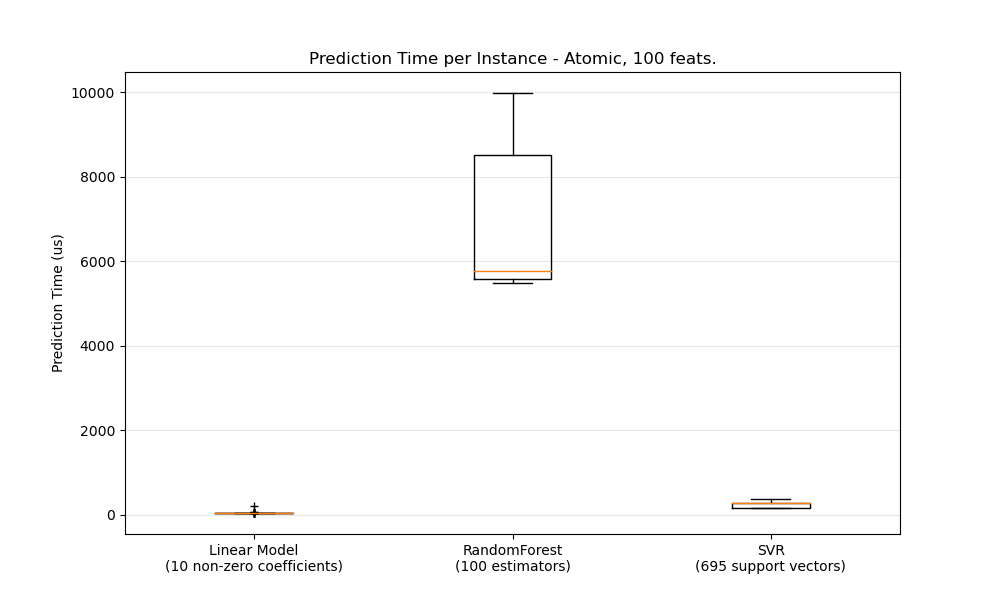 Prediction Time per Instance - Atomic, 100 feats.
Prediction Time (us)
10000
8000
6000
4000
2000
0
Linear Model
(10 non-zero coefficients)
RandomForest
(100 estimators)
SVR
(695 support vectors)